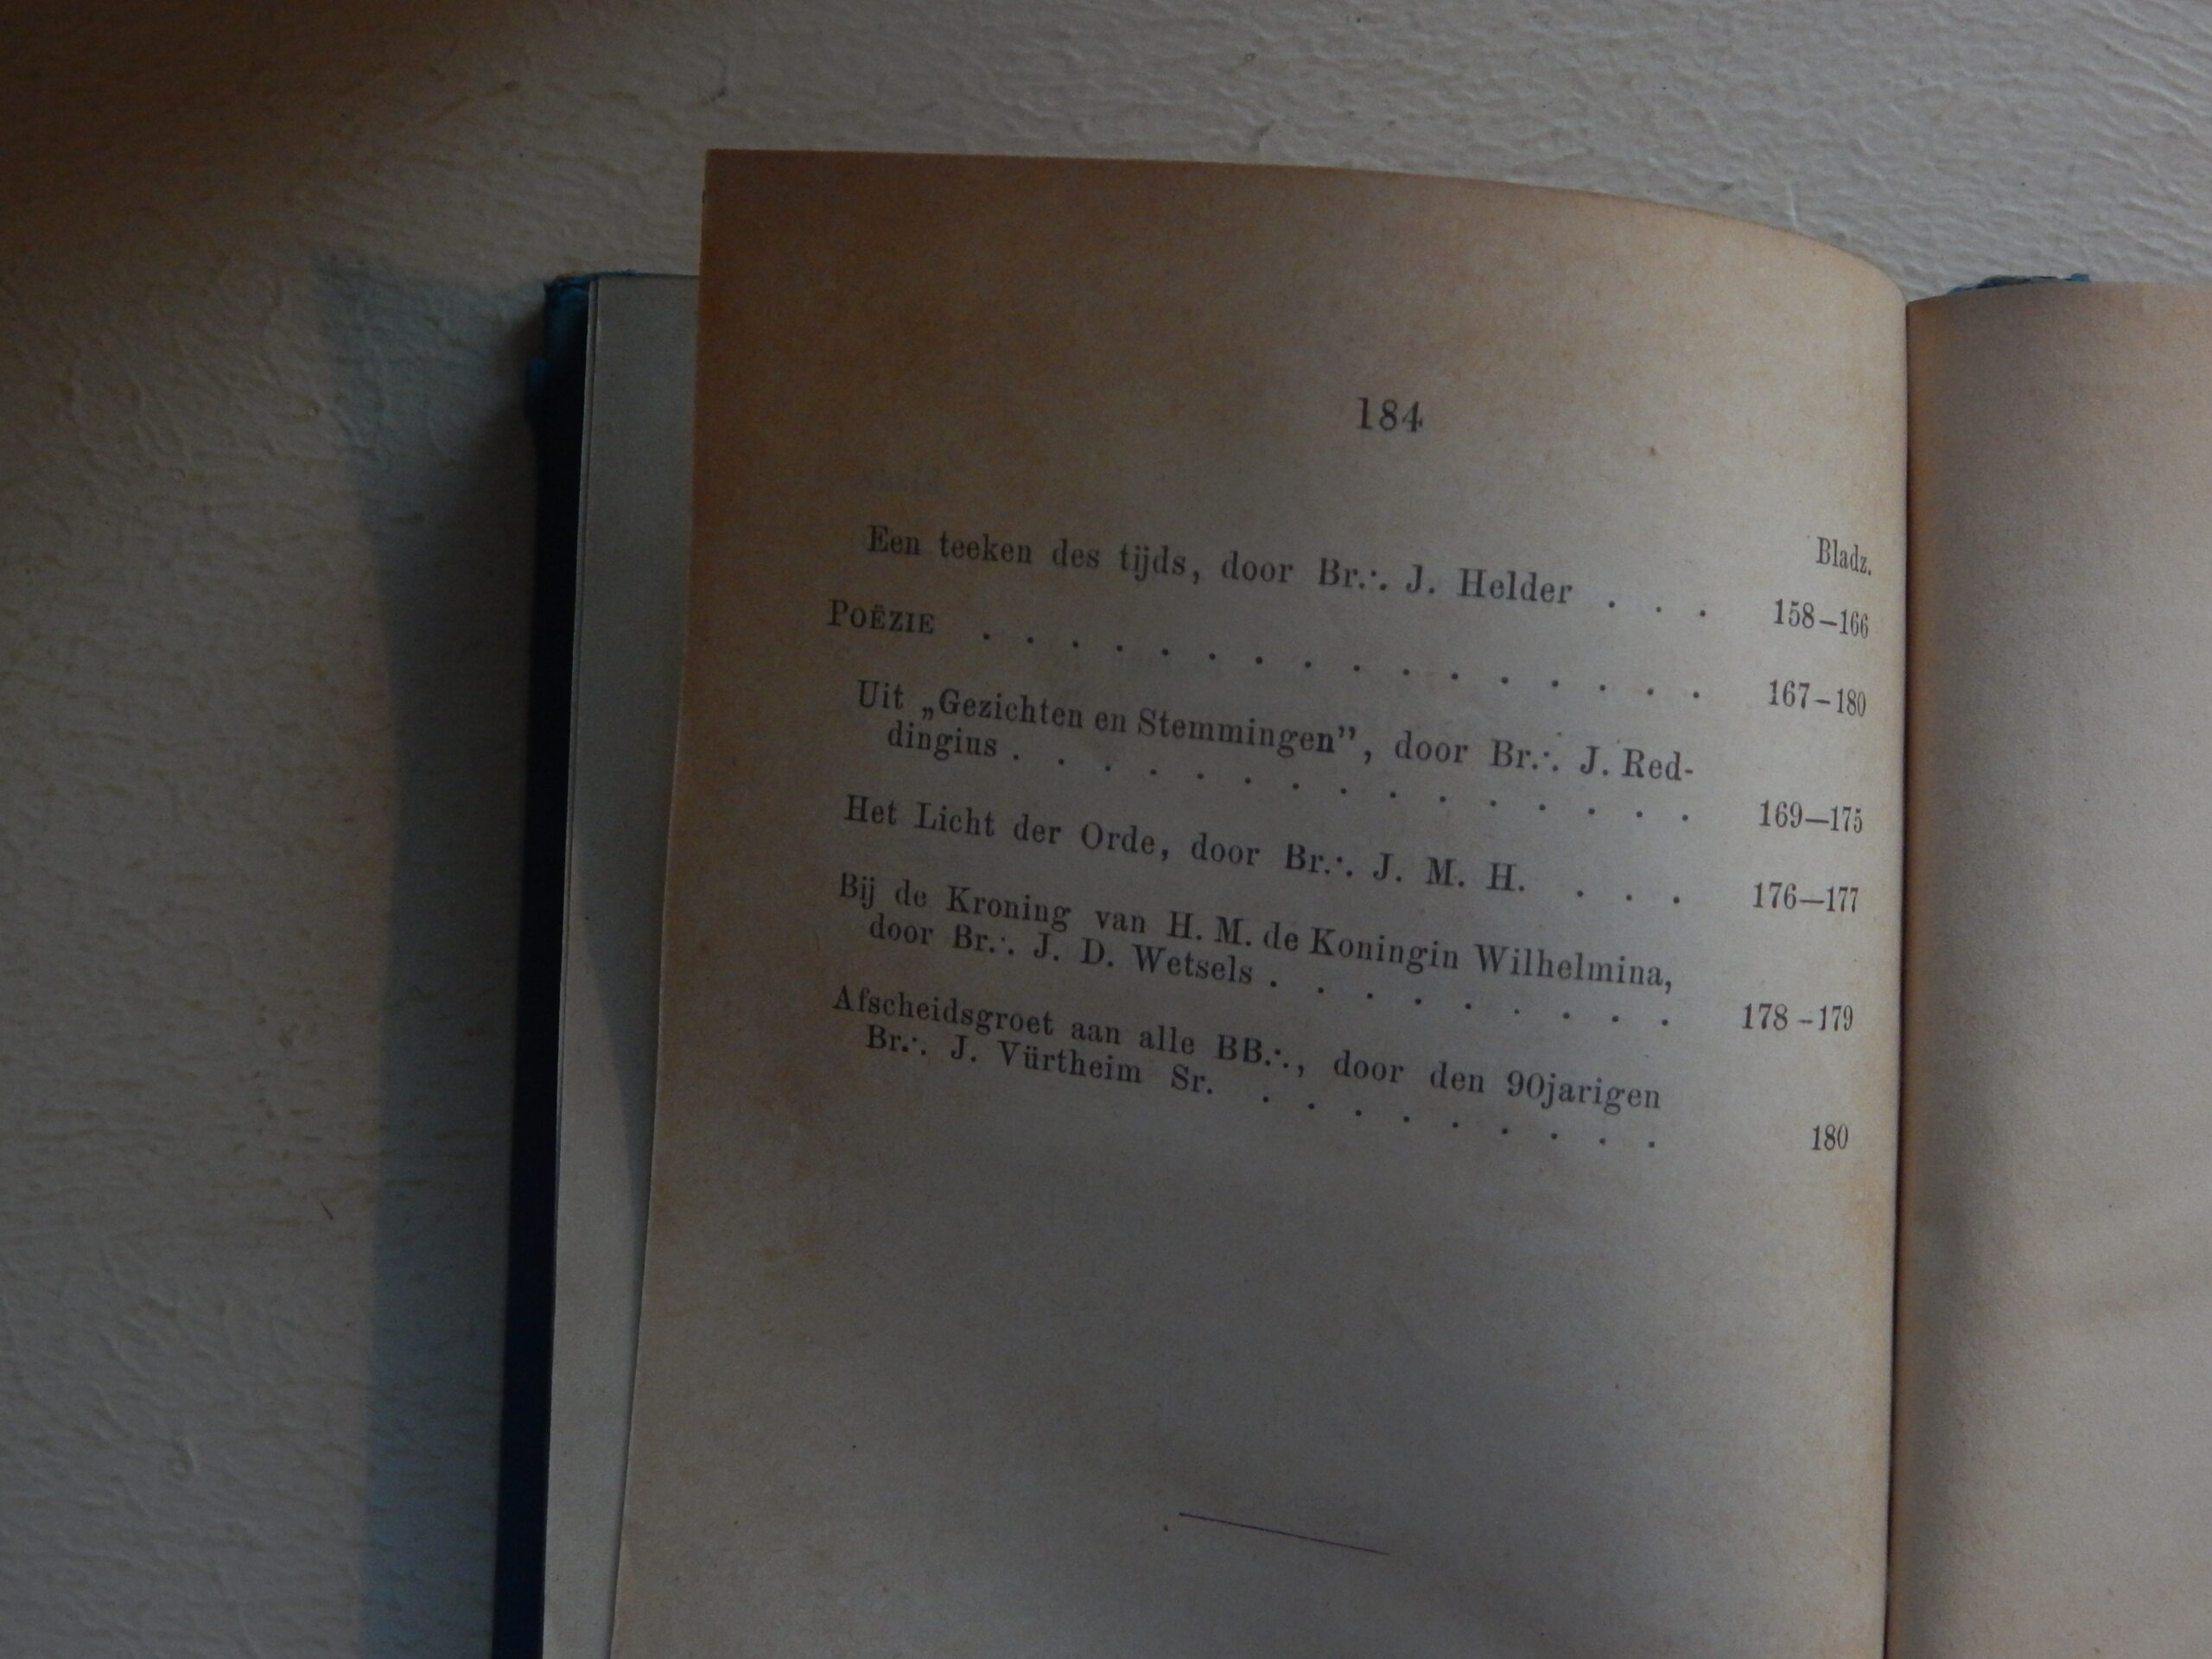 184
Bladz.
Een teeken des tijds, door Br.·. J. Helder . . . 158–166
POËZIE . . . . . . . . . . . . . . . . 167–180
Uit „Gezichten en Stemmingen”, door Br.·. J. Red-
dingius . . . . . . . . . . . . . . . 169—175
Het Licht der Orde, door Br.·. J. M. H. . . . 176—177
Bij de Kroning van H. M. de Koningin Wilhelmina,
door Br.·. J. D. Wetsels . . . . . . . . . 178–179
Afscheidsgroet aan alle BB.·., door den 90jarigen
Br.·. J. Vürtheim Sr. . . . . . . . . . 180